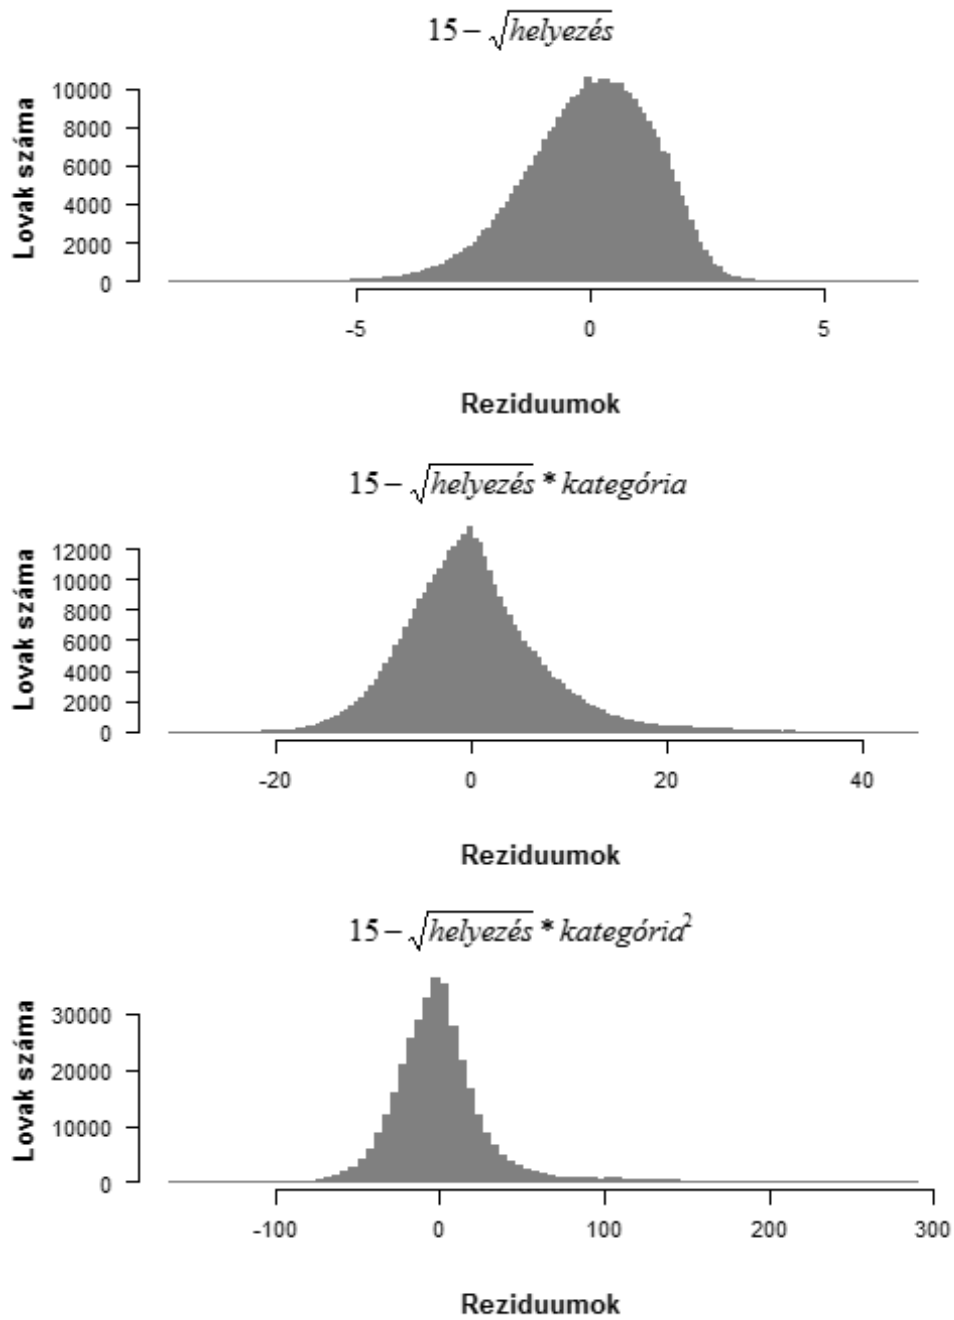 15 – √helyezés
Lovak száma
10000
8000
6000
4000
2000
0
-5 0 5
Reziduumok
15 – √helyezés * kategória
Lovak száma
12000
10000
8000
6000
4000
2000
0
-20 0 20 40
Reziduumok
15 – √helyezés * kategória²
Lovak száma
30000
20000
10000
0
-100 0 100 200 300
Reziduumok